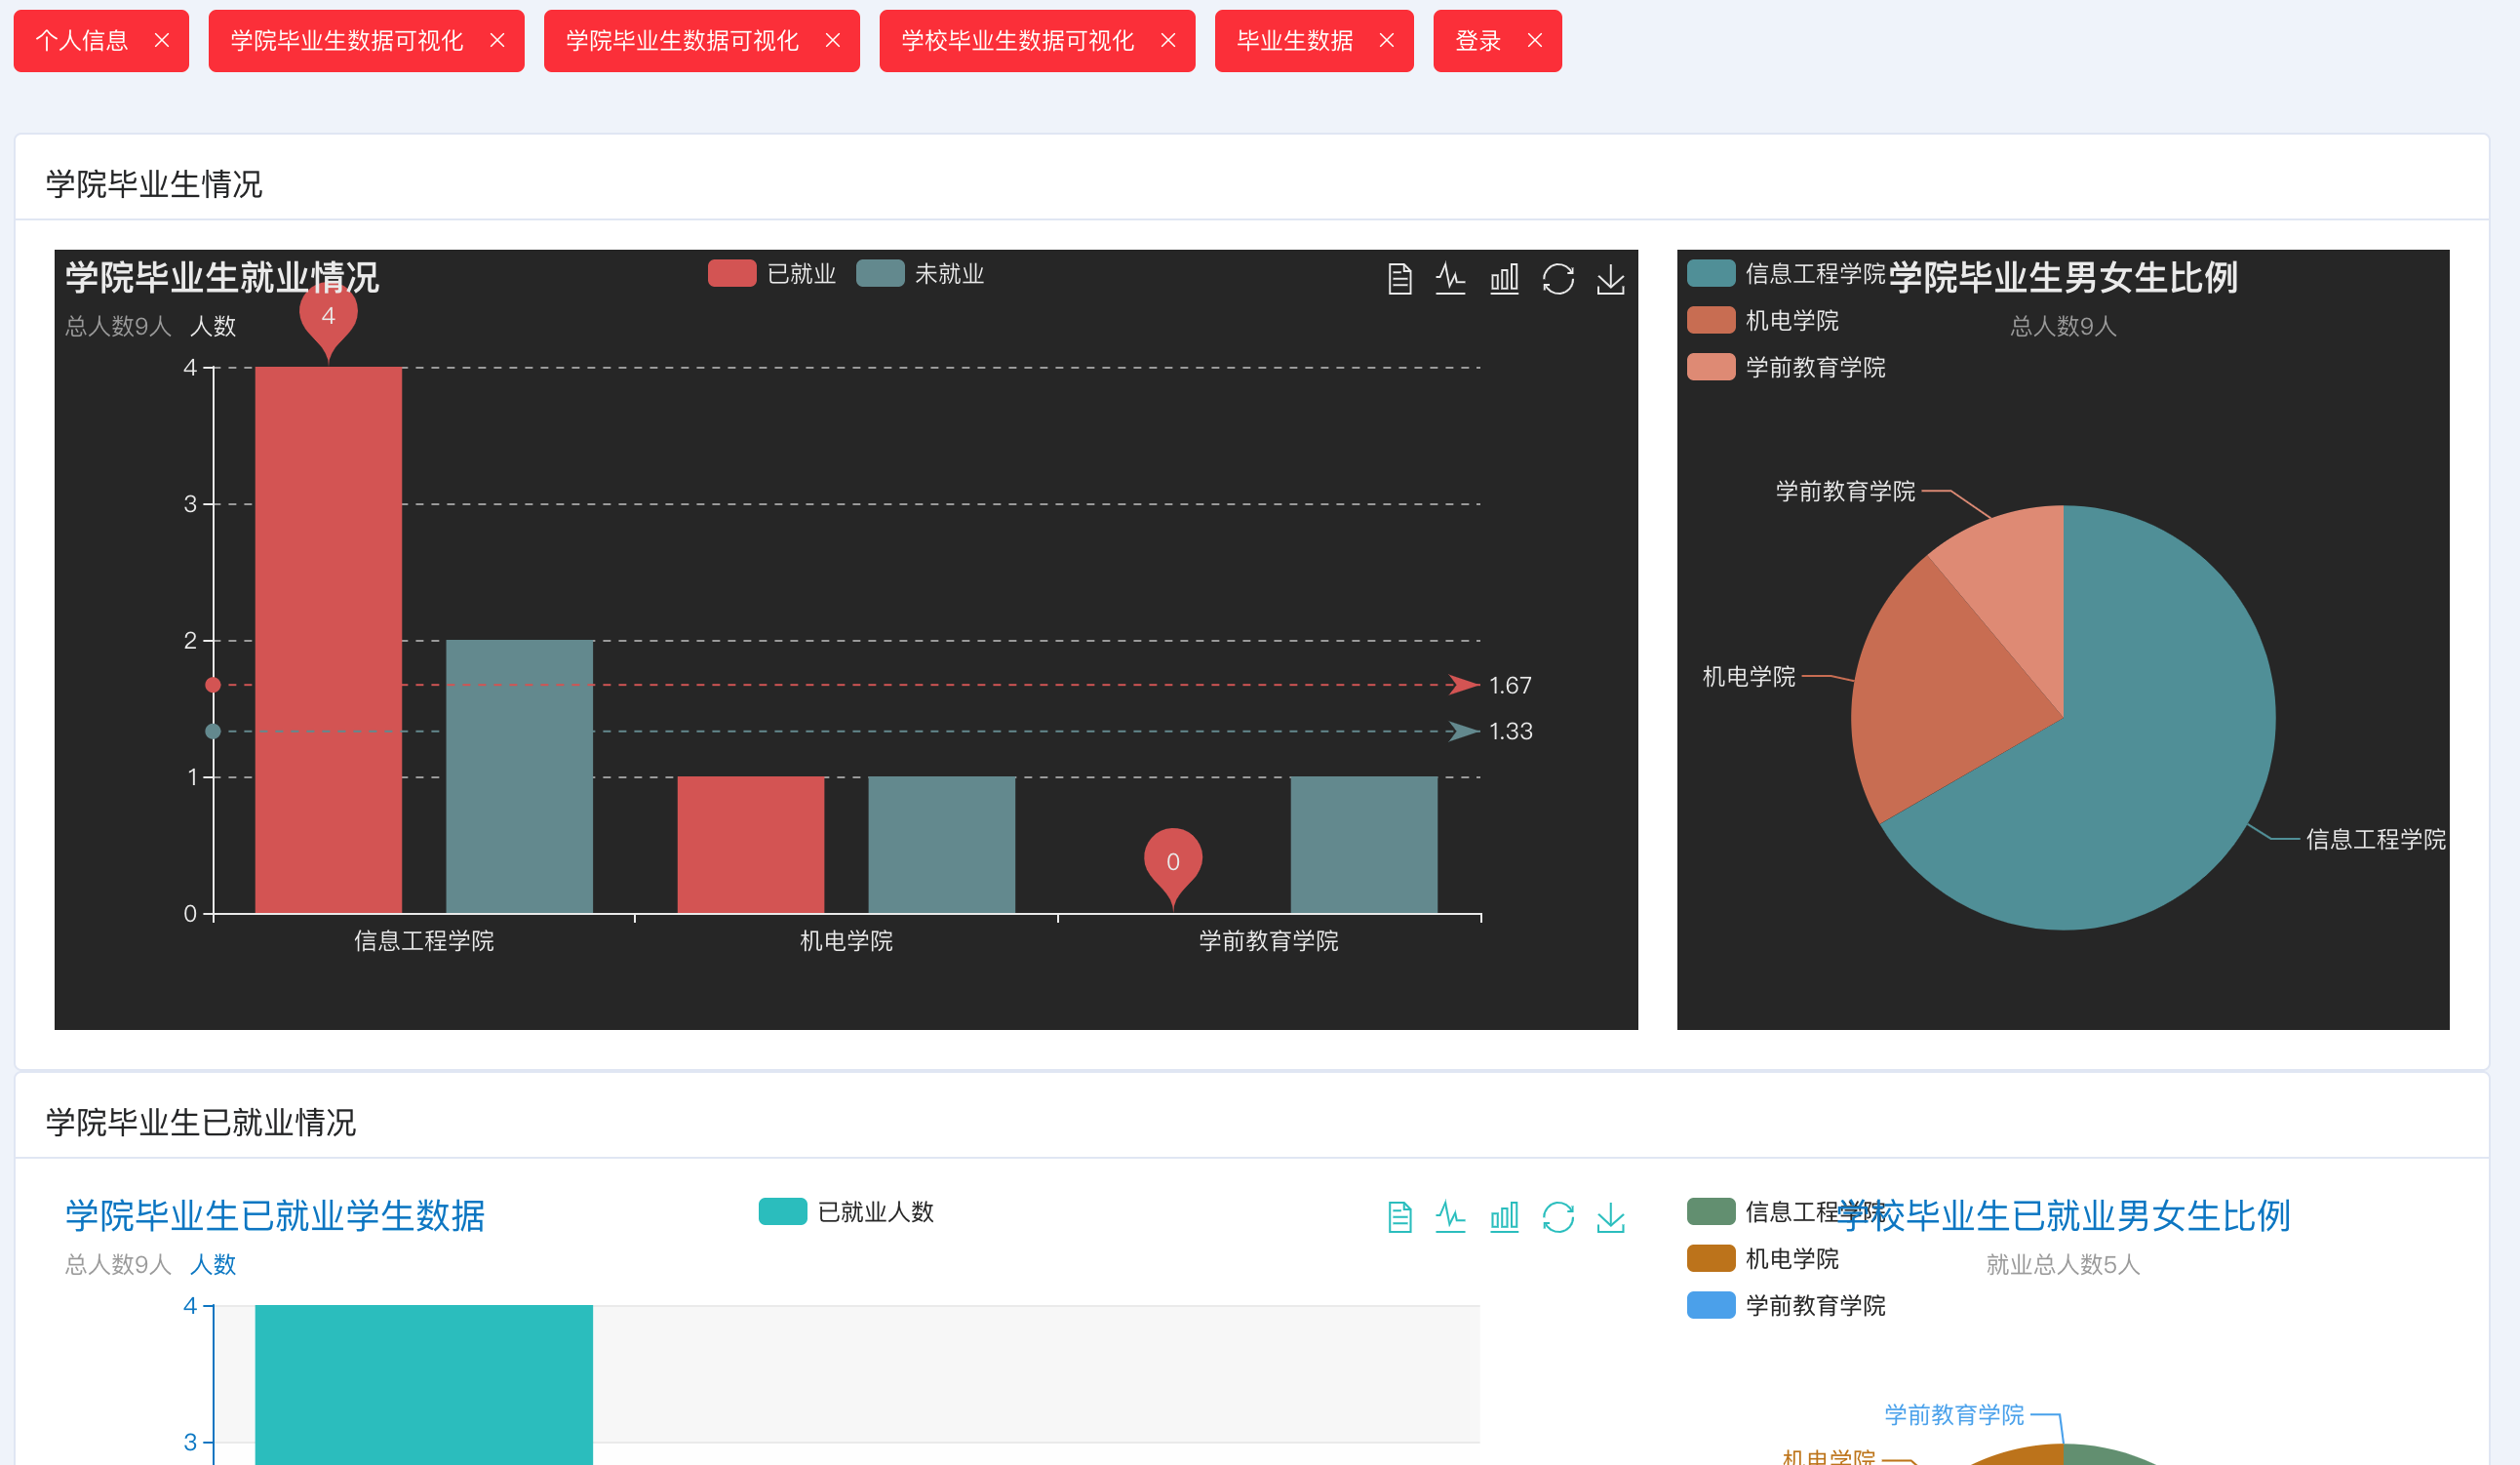 个人信息
学院毕业生数据可视化
学院毕业生数据可视化
学校毕业生数据可视化
毕业生数据
登录
学院毕业生情况
学院毕业生就业情况
总人数9人 人数
已就业 未就业
4
4
3
2
1
0
1.67
1.33
0
信息工程学院
机电学院
学前教育学院
信息工程学院
机电学院
学前教育学院
学院毕业生男女生比例
总人数9人
学前教育学院
机电学院
信息工程学院
学院毕业生已就业情况
学院毕业生已就业学生数据
总人数9人 人数
已就业人数
4
3
信息工程学院
机电学院
学前教育学院
学校毕业生已就业男女生比例
就业总人数5人
学前教育学院
机电学院